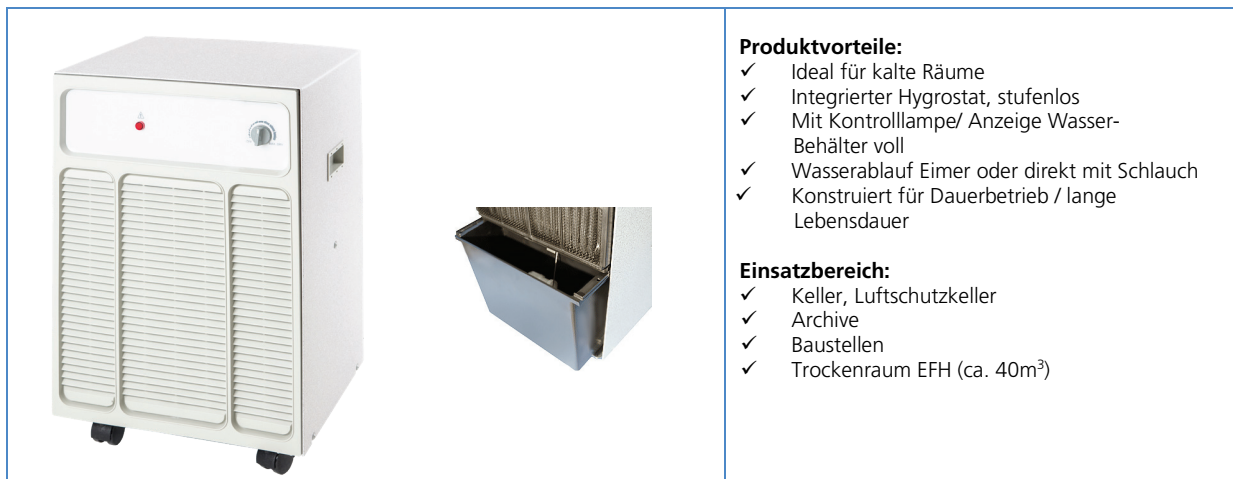 Produktvorteile:
✓ Ideal für kalte Räume
✓ Integrierter Hygrostat, stufenlos
✓ Mit Kontrolllampe/ Anzeige Wasser-
Behälter voll
✓ Wasserablauf Eimer oder direkt mit Schlauch
✓ Konstruiert für Dauerbetrieb / lange
Lebensdauer
Einsatzbereich:
✓ Keller, Luftschutzkeller
✓ Archive
✓ Baustellen
✓ Trockenraum EFH (ca. 40m³)